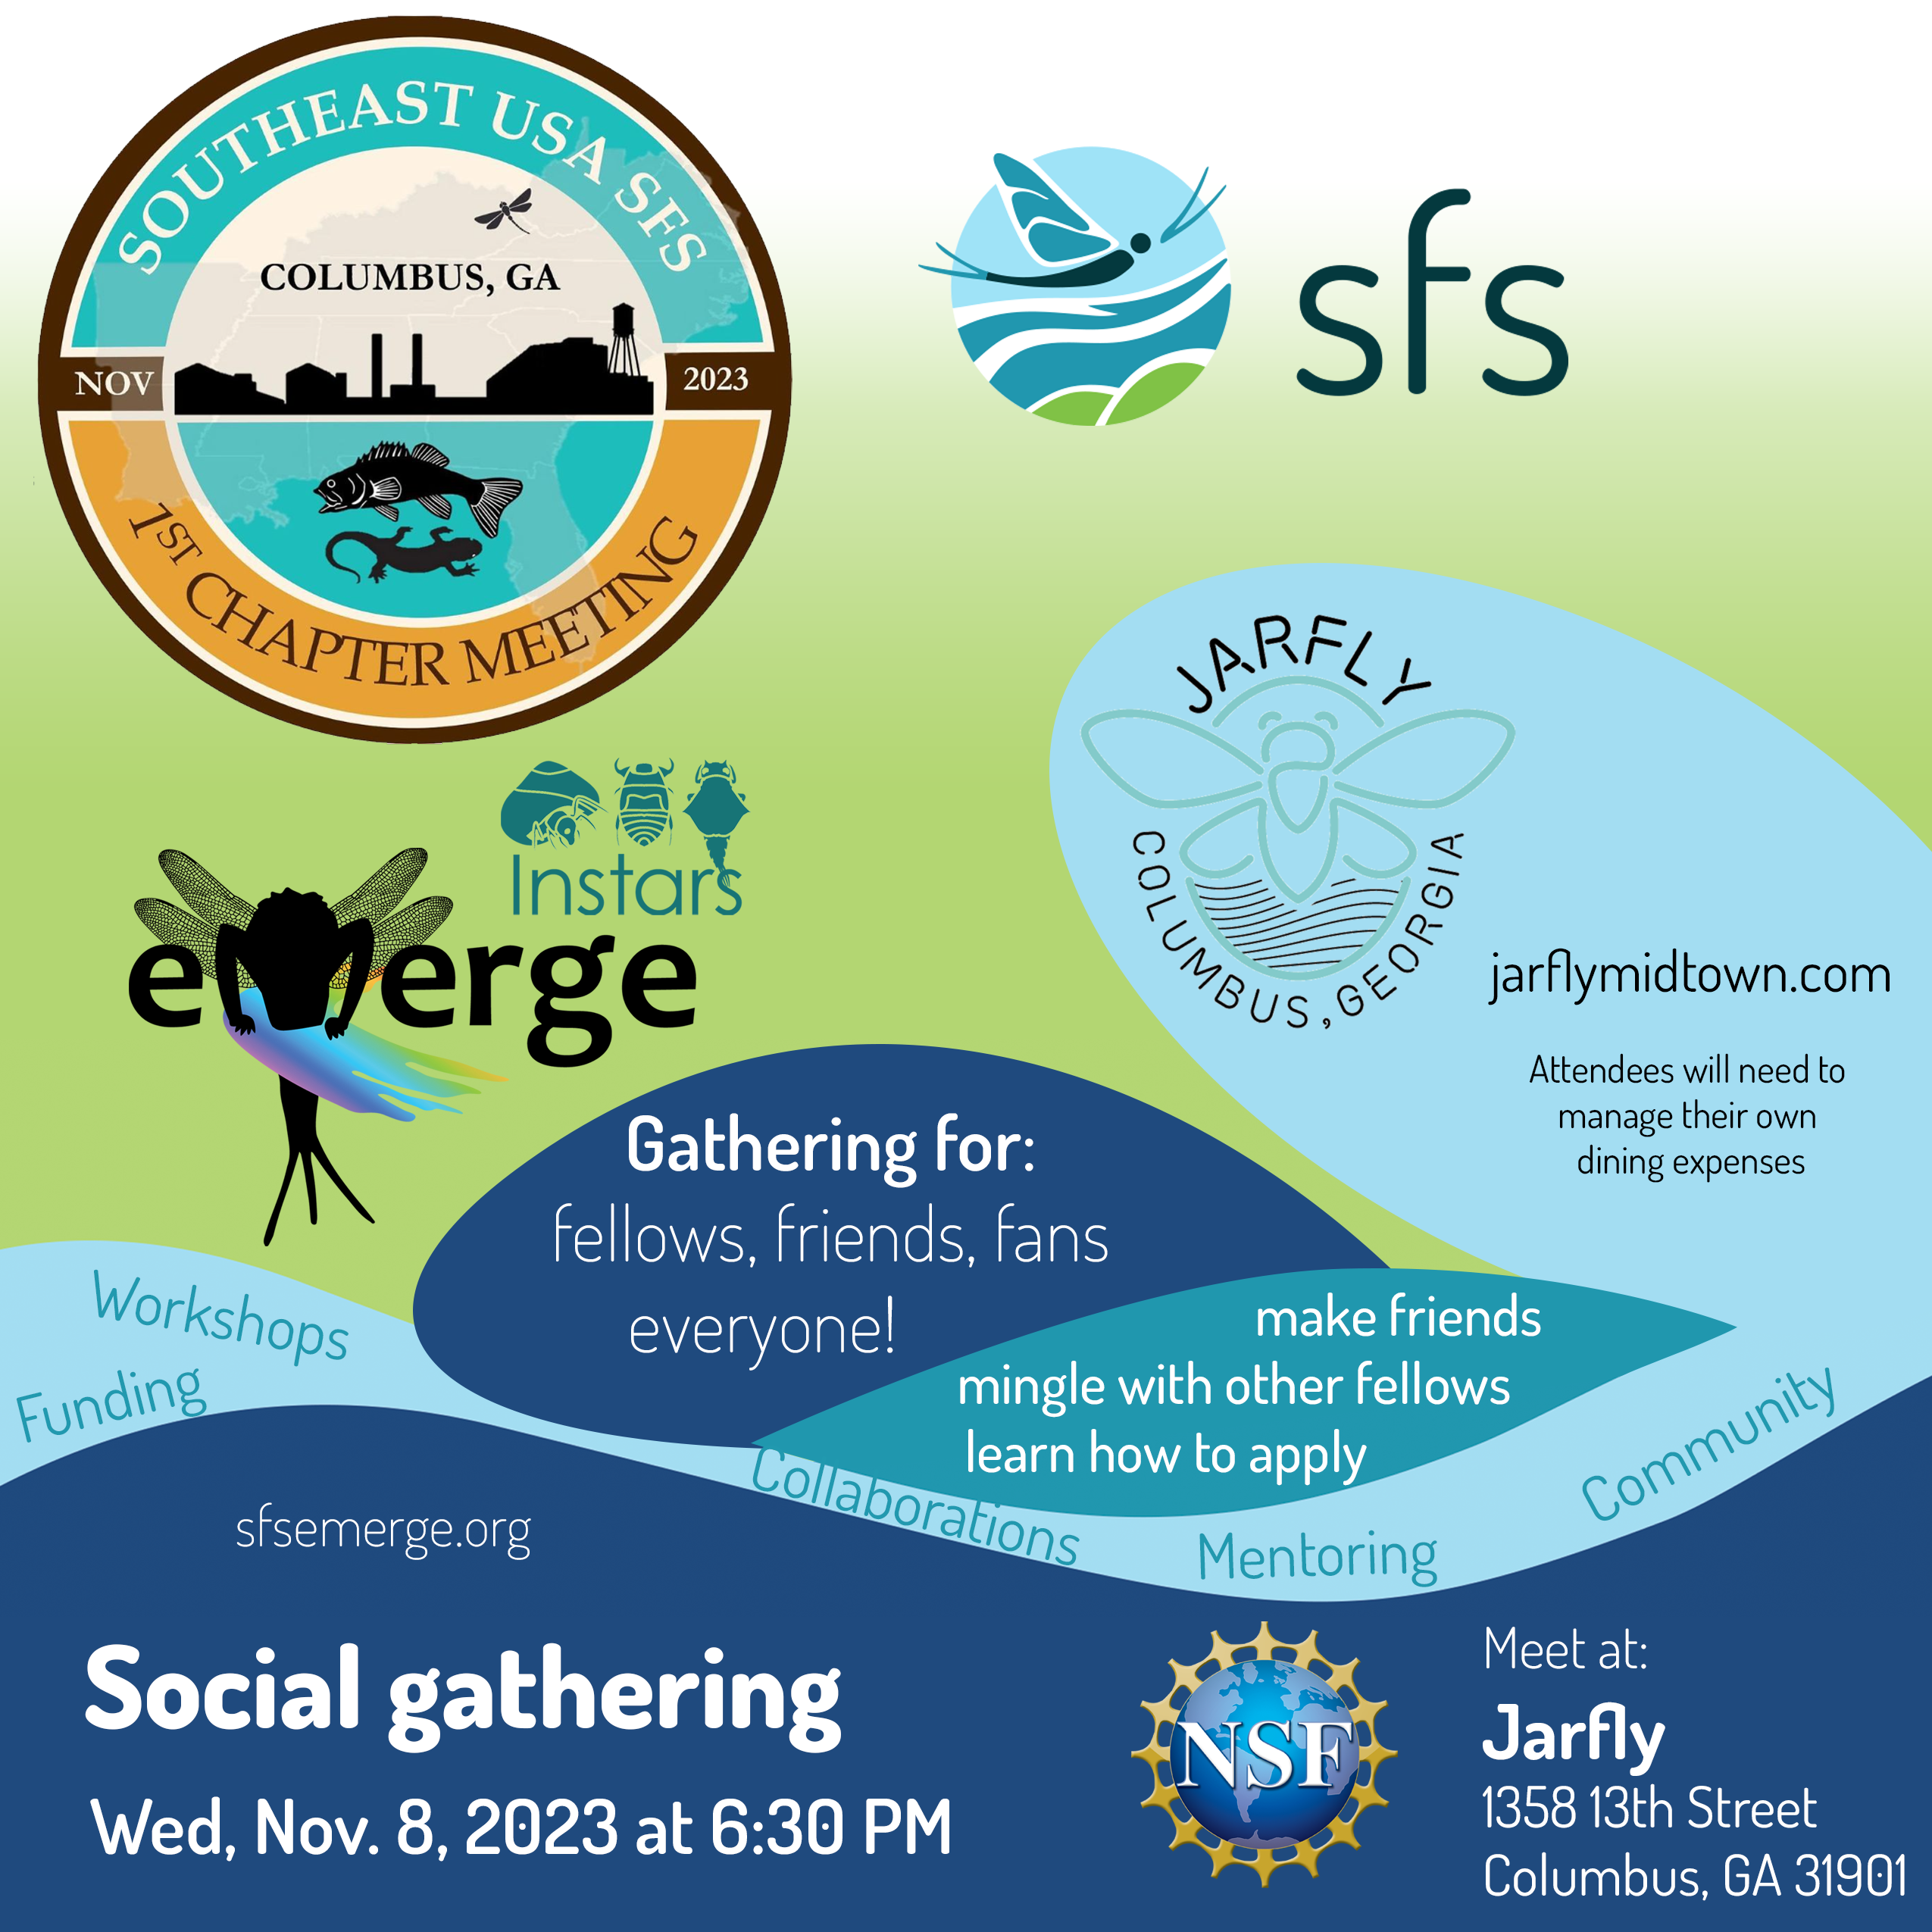 SOUTHEAST USA SFS
COLUMBUS, GA
NOV
2023
1ST CHAPTER MEETING
sfs
JARFLY
COLUMBUS, GEORGIA
jarflymidtown.com
Attendees will need to
manage their own
dining expenses
Instars
emerge
Gathering for:
fellows, friends, fans
everyone!
make friends
mingle with other fellows
learn how to apply
Workshops
Funding
Collaborations
Mentoring
Community
sfsemerge.org
Social gathering
Wed, Nov. 8, 2023 at 6:30 PM
NSF
Meet at:
Jarfly
1358 13th Street
Columbus, GA 31901